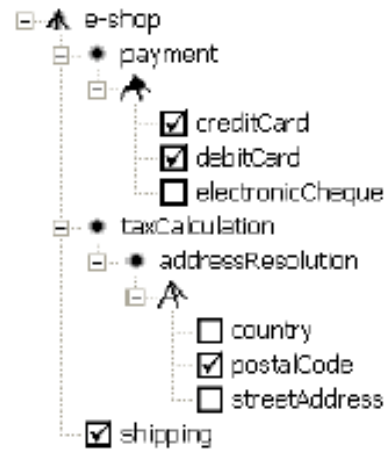 e-shop
payment
creditCard
debitCard
electronicCheque
taxCalculation
addressResolution
country
postalCode
streetAddress
shipping